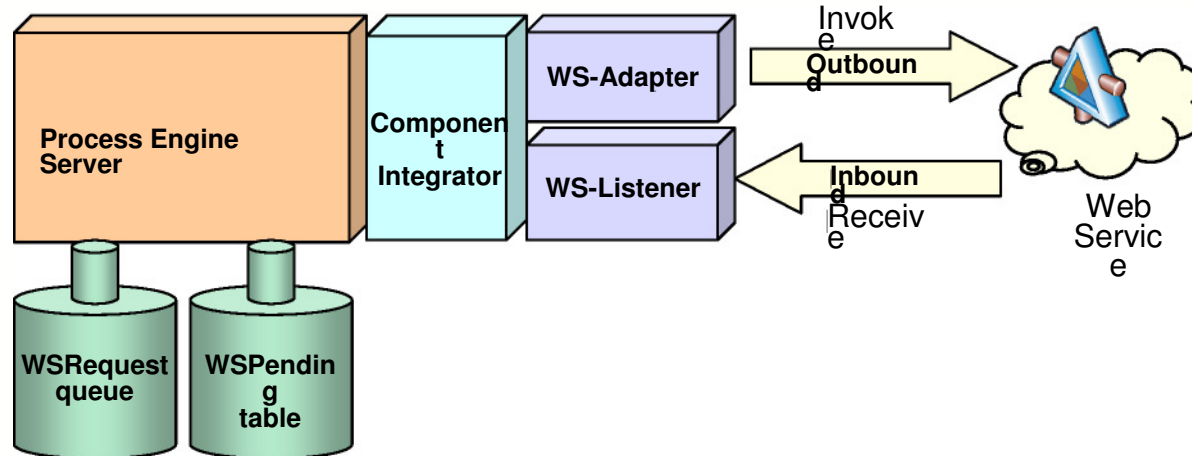 Process Engine
Server
Componen
t
Integrator
WS-Adapter
WS-Listener
Invok
e
Outboun
d
Inboun
d
Receiv
e
Web
Servic
e
WSRequest
queue
WSPendin
g
table